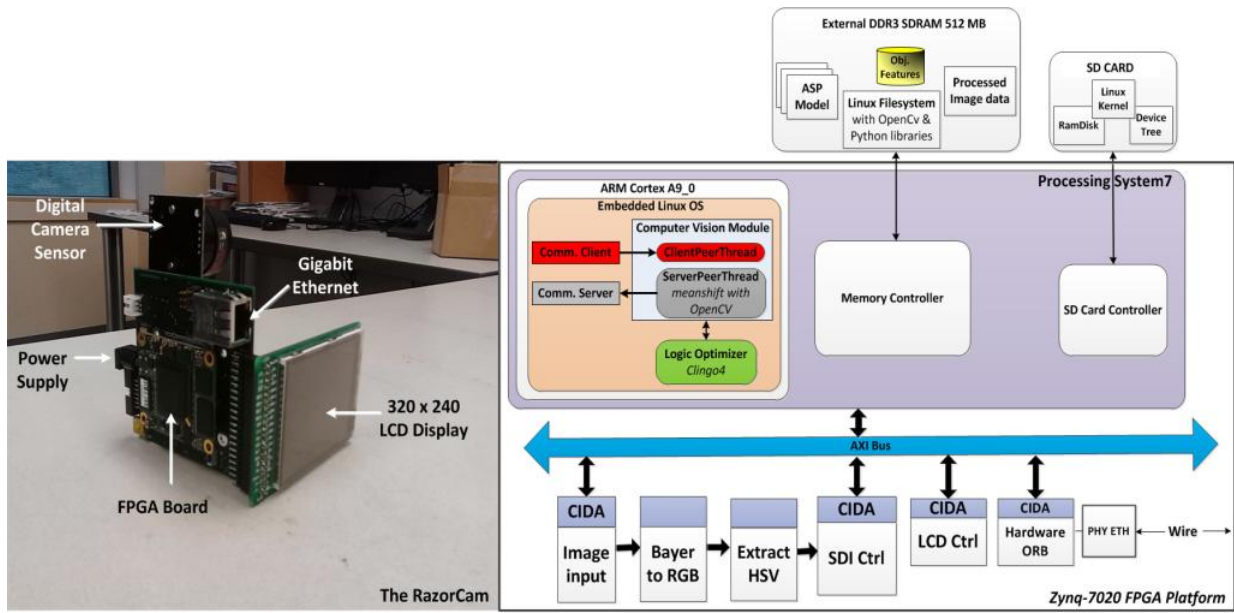 Digital
Camera
Sensor
Gigabit
Ethernet
Power
Supply
320 x 240
LCD Display
FPGA Board
The RazorCam
External DDR3 SDRAM 512 MB
ASP
Model
Obj.
Features
Linux Filesystem
with OpenCv &
Python libraries
Processed
Image data
SD CARD
Linux
Kernel
RamDisk
Device
Tree
Processing System7
ARM Cortex A9_0
Embedded Linux OS
Computer Vision Module
Comm. Client
ClientPeerThread
Comm. Server
ServerPeerThread
meanshift with
OpenCV
Logic Optimizer
Clingo4
Memory Controller
SD Card Controller
AXI Bus
CIDA
Image
input
Bayer
to RGB
Extract
HSV
CIDA
SDI Ctrl
CIDA
LCD Ctrl
CIDA
Hardware
ORB
PHY ETH
Wire
Zynq-7020 FPGA Platform